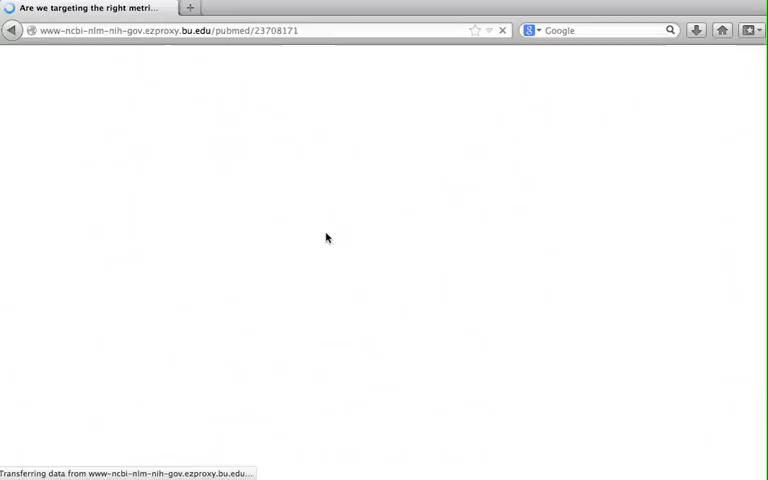 Are we targeting the right metri...
www-ncbi-nlm-nih-gov.ezproxy.bu.edu/pubmed/23708171
Google
Transferring data from www-ncbi-nlm-nih-gov.ezproxy.bu.edu...